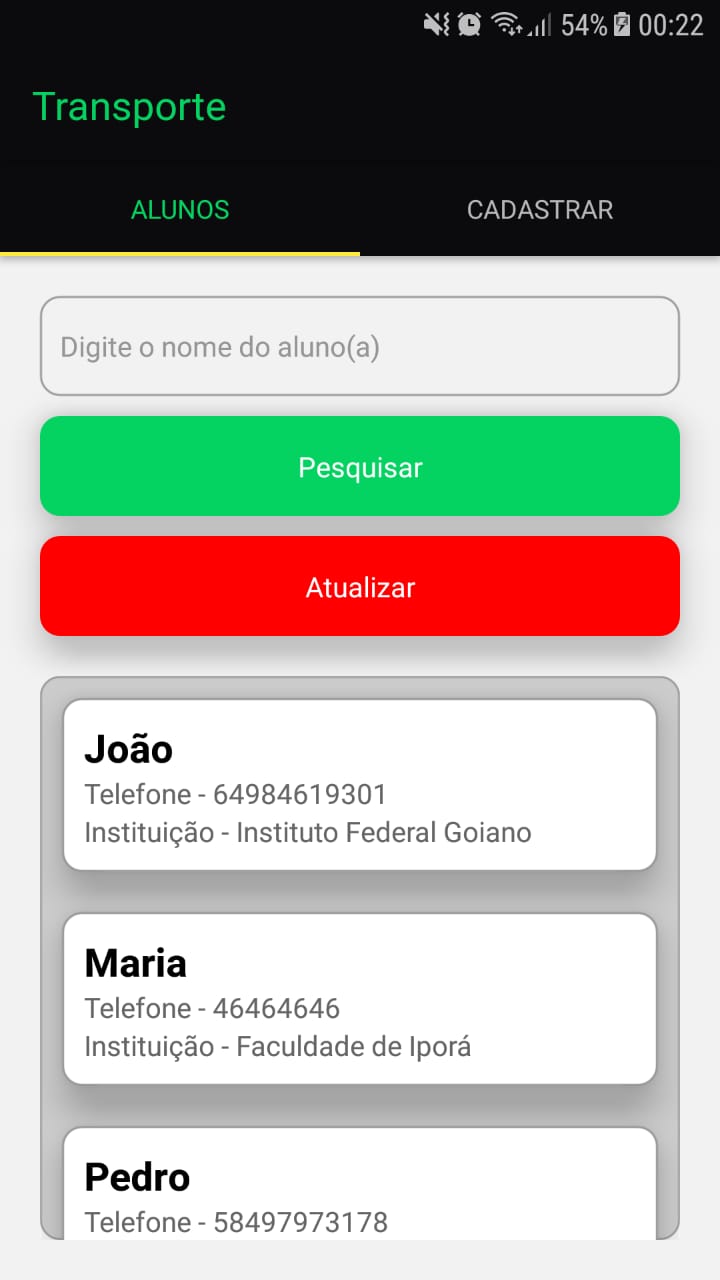 54% 00:22
Transporte
ALUNOS CADASTRAR
Digite o nome do aluno(a)
Pesquisar
Atualizar
João
Telefone - 64984619301
Instituição - Instituto Federal Goiano
Maria
Telefone - 46464646
Instituição - Faculdade de Iporá
Pedro
Telefone - 58497973178